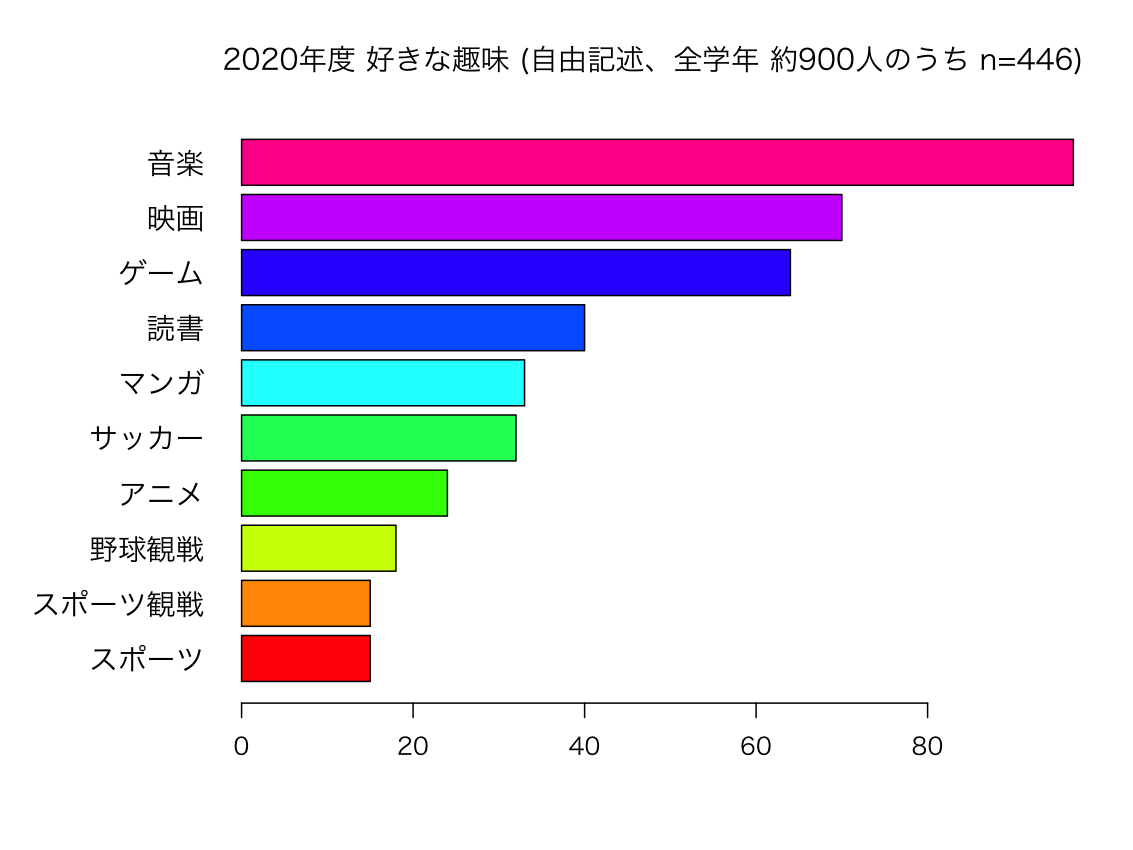 2020年度 好きな趣味 (自由記述、全学年 約900人のうち n=446)
音楽
映画
ゲーム
読書
マンガ
サッカー
アニメ
野球観戦
スポーツ観戦
スポーツ
0 20 40 60 80